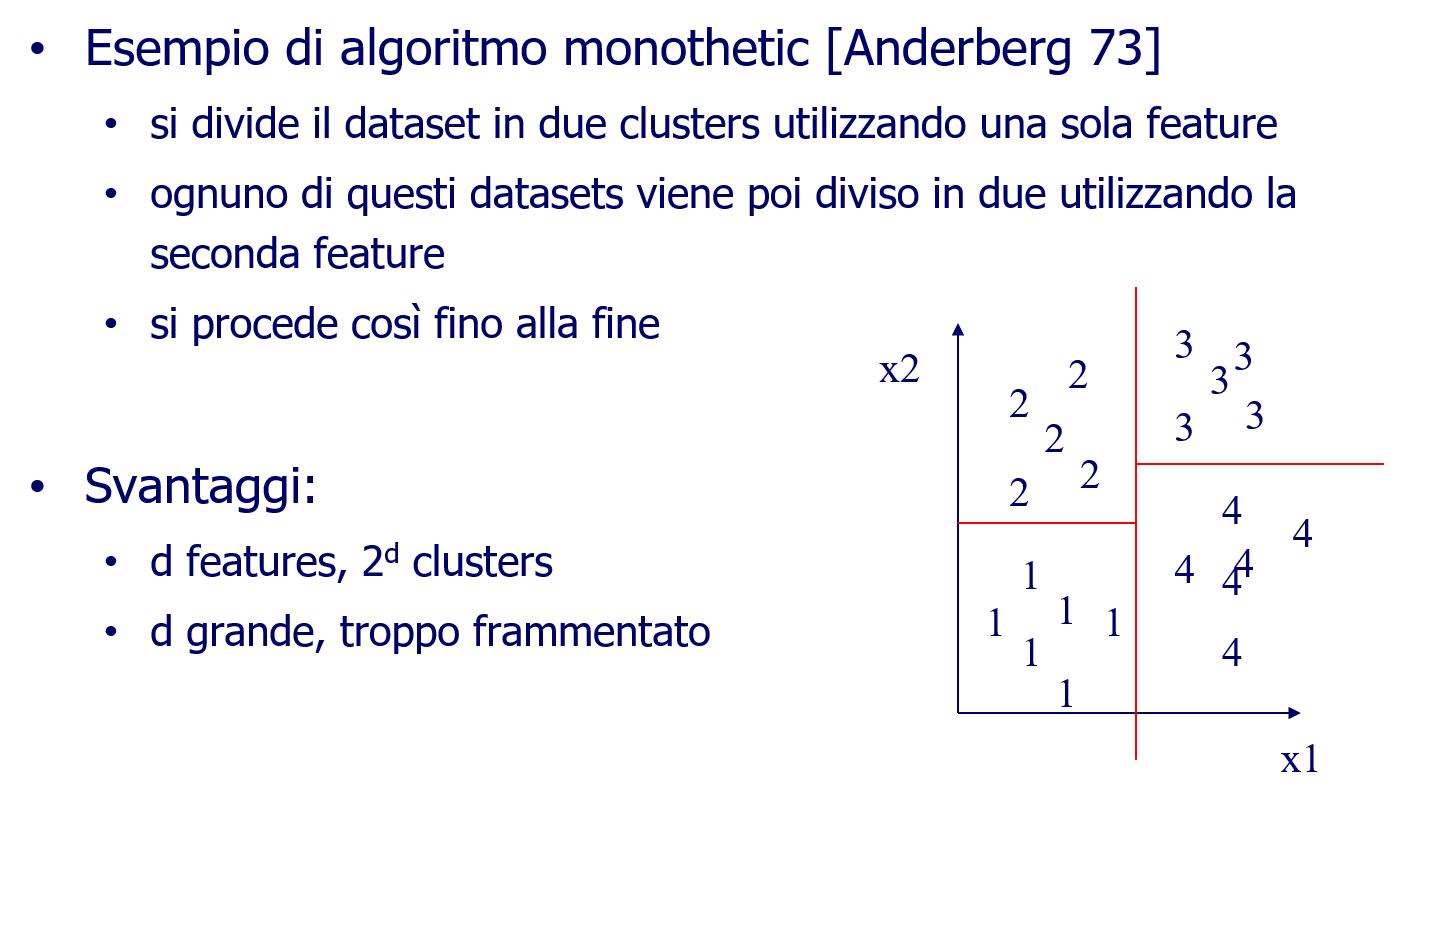 • Esempio di algoritmo monothetic [Anderberg 73]
• si divide il dataset in due clusters utilizzando una sola feature
• ognuno di questi datasets viene poi diviso in due utilizzando la
seconda feature
• si procede così fino alla fine
• Svantaggi:
• d features, 2ᵈ clusters
• d grande, troppo frammentato
x2
2
2
2
2
2
3
3
3
3
3
1
1
1
1
1
1
4
4
4
4
4
4
x1